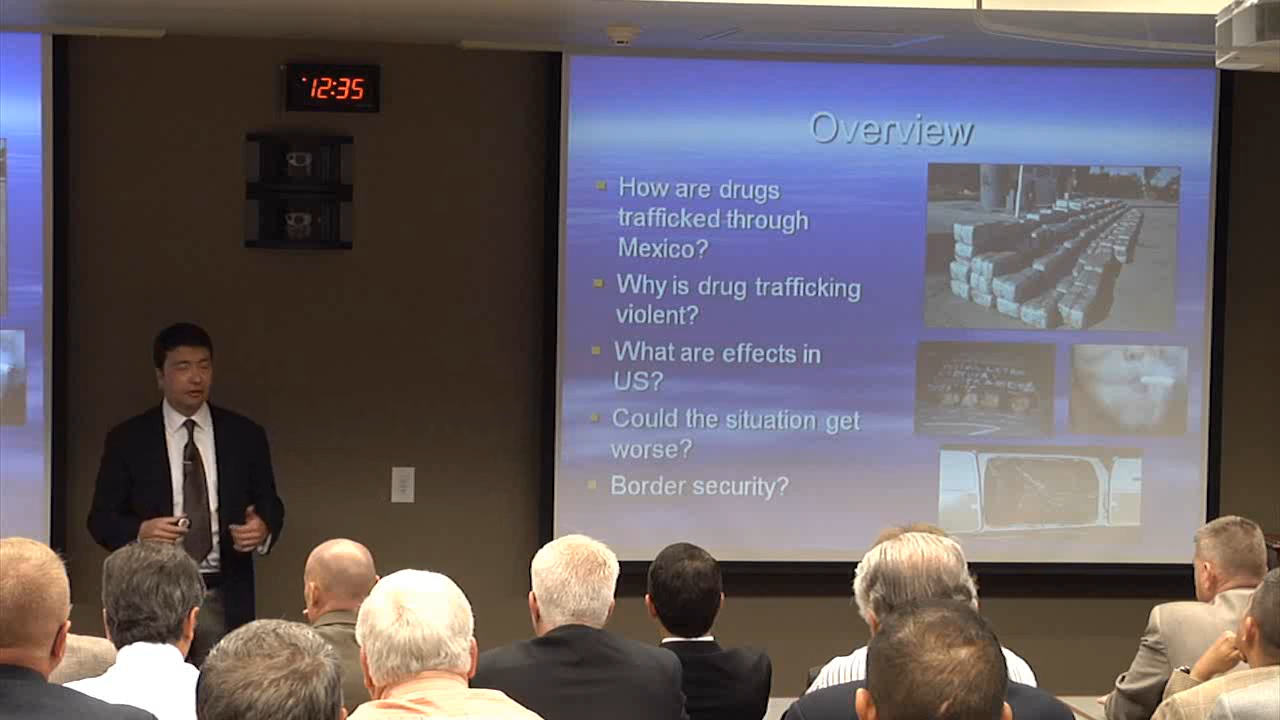 12:35
Overview
How are drugs
trafficked through
Mexico?
Why is drug trafficking
violent?
What are effects in
US?
Could the situation get
worse?
Border security?